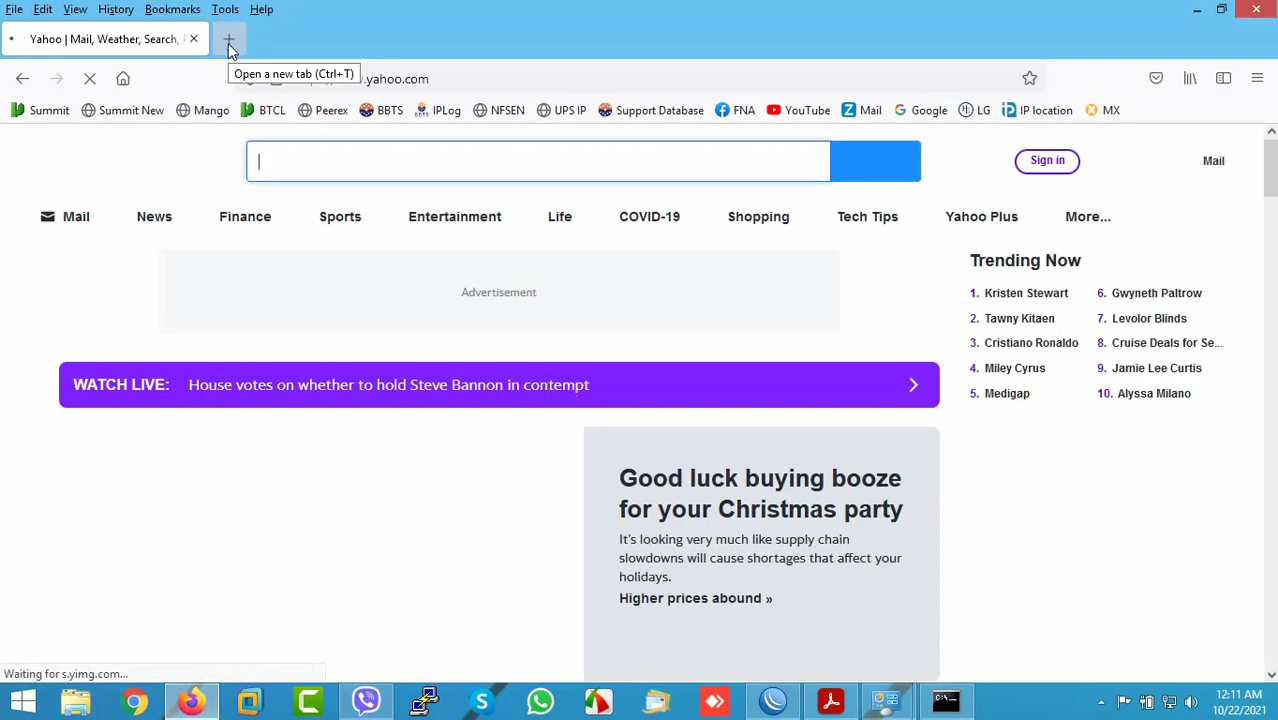 File Edit View History Bookmarks Tools Help
Yahoo | Mail, Weather, Search,
Open a new tab (Ctrl+T)
.yahoo.com
Summit Summit New Mango BTCL Peerex BBTS IPLog NFSEN UPS IP Support Database FNA YouTube Mail Google LG IP location MX
Sign in
Mail
Mail News Finance Sports Entertainment Life COVID-19 Shopping Tech Tips Yahoo Plus More...
Advertisement
Trending Now
1. Kristen Stewart
2. Tawny Kitaen
3. Cristiano Ronaldo
4. Miley Cyrus
5. Medigap
6. Gwyneth Paltrow
7. Levolor Blinds
8. Cruise Deals for Se...
9. Jamie Lee Curtis
10. Alyssa Milano
WATCH LIVE: House votes on whether to hold Steve Bannon in contempt
Good luck buying booze
for your Christmas party
It's looking very much like supply chain
slowdowns will cause shortages that affect your
holidays.
Higher prices abound »
Waiting for s.yimg.com...
12:11 AM
10/22/2021